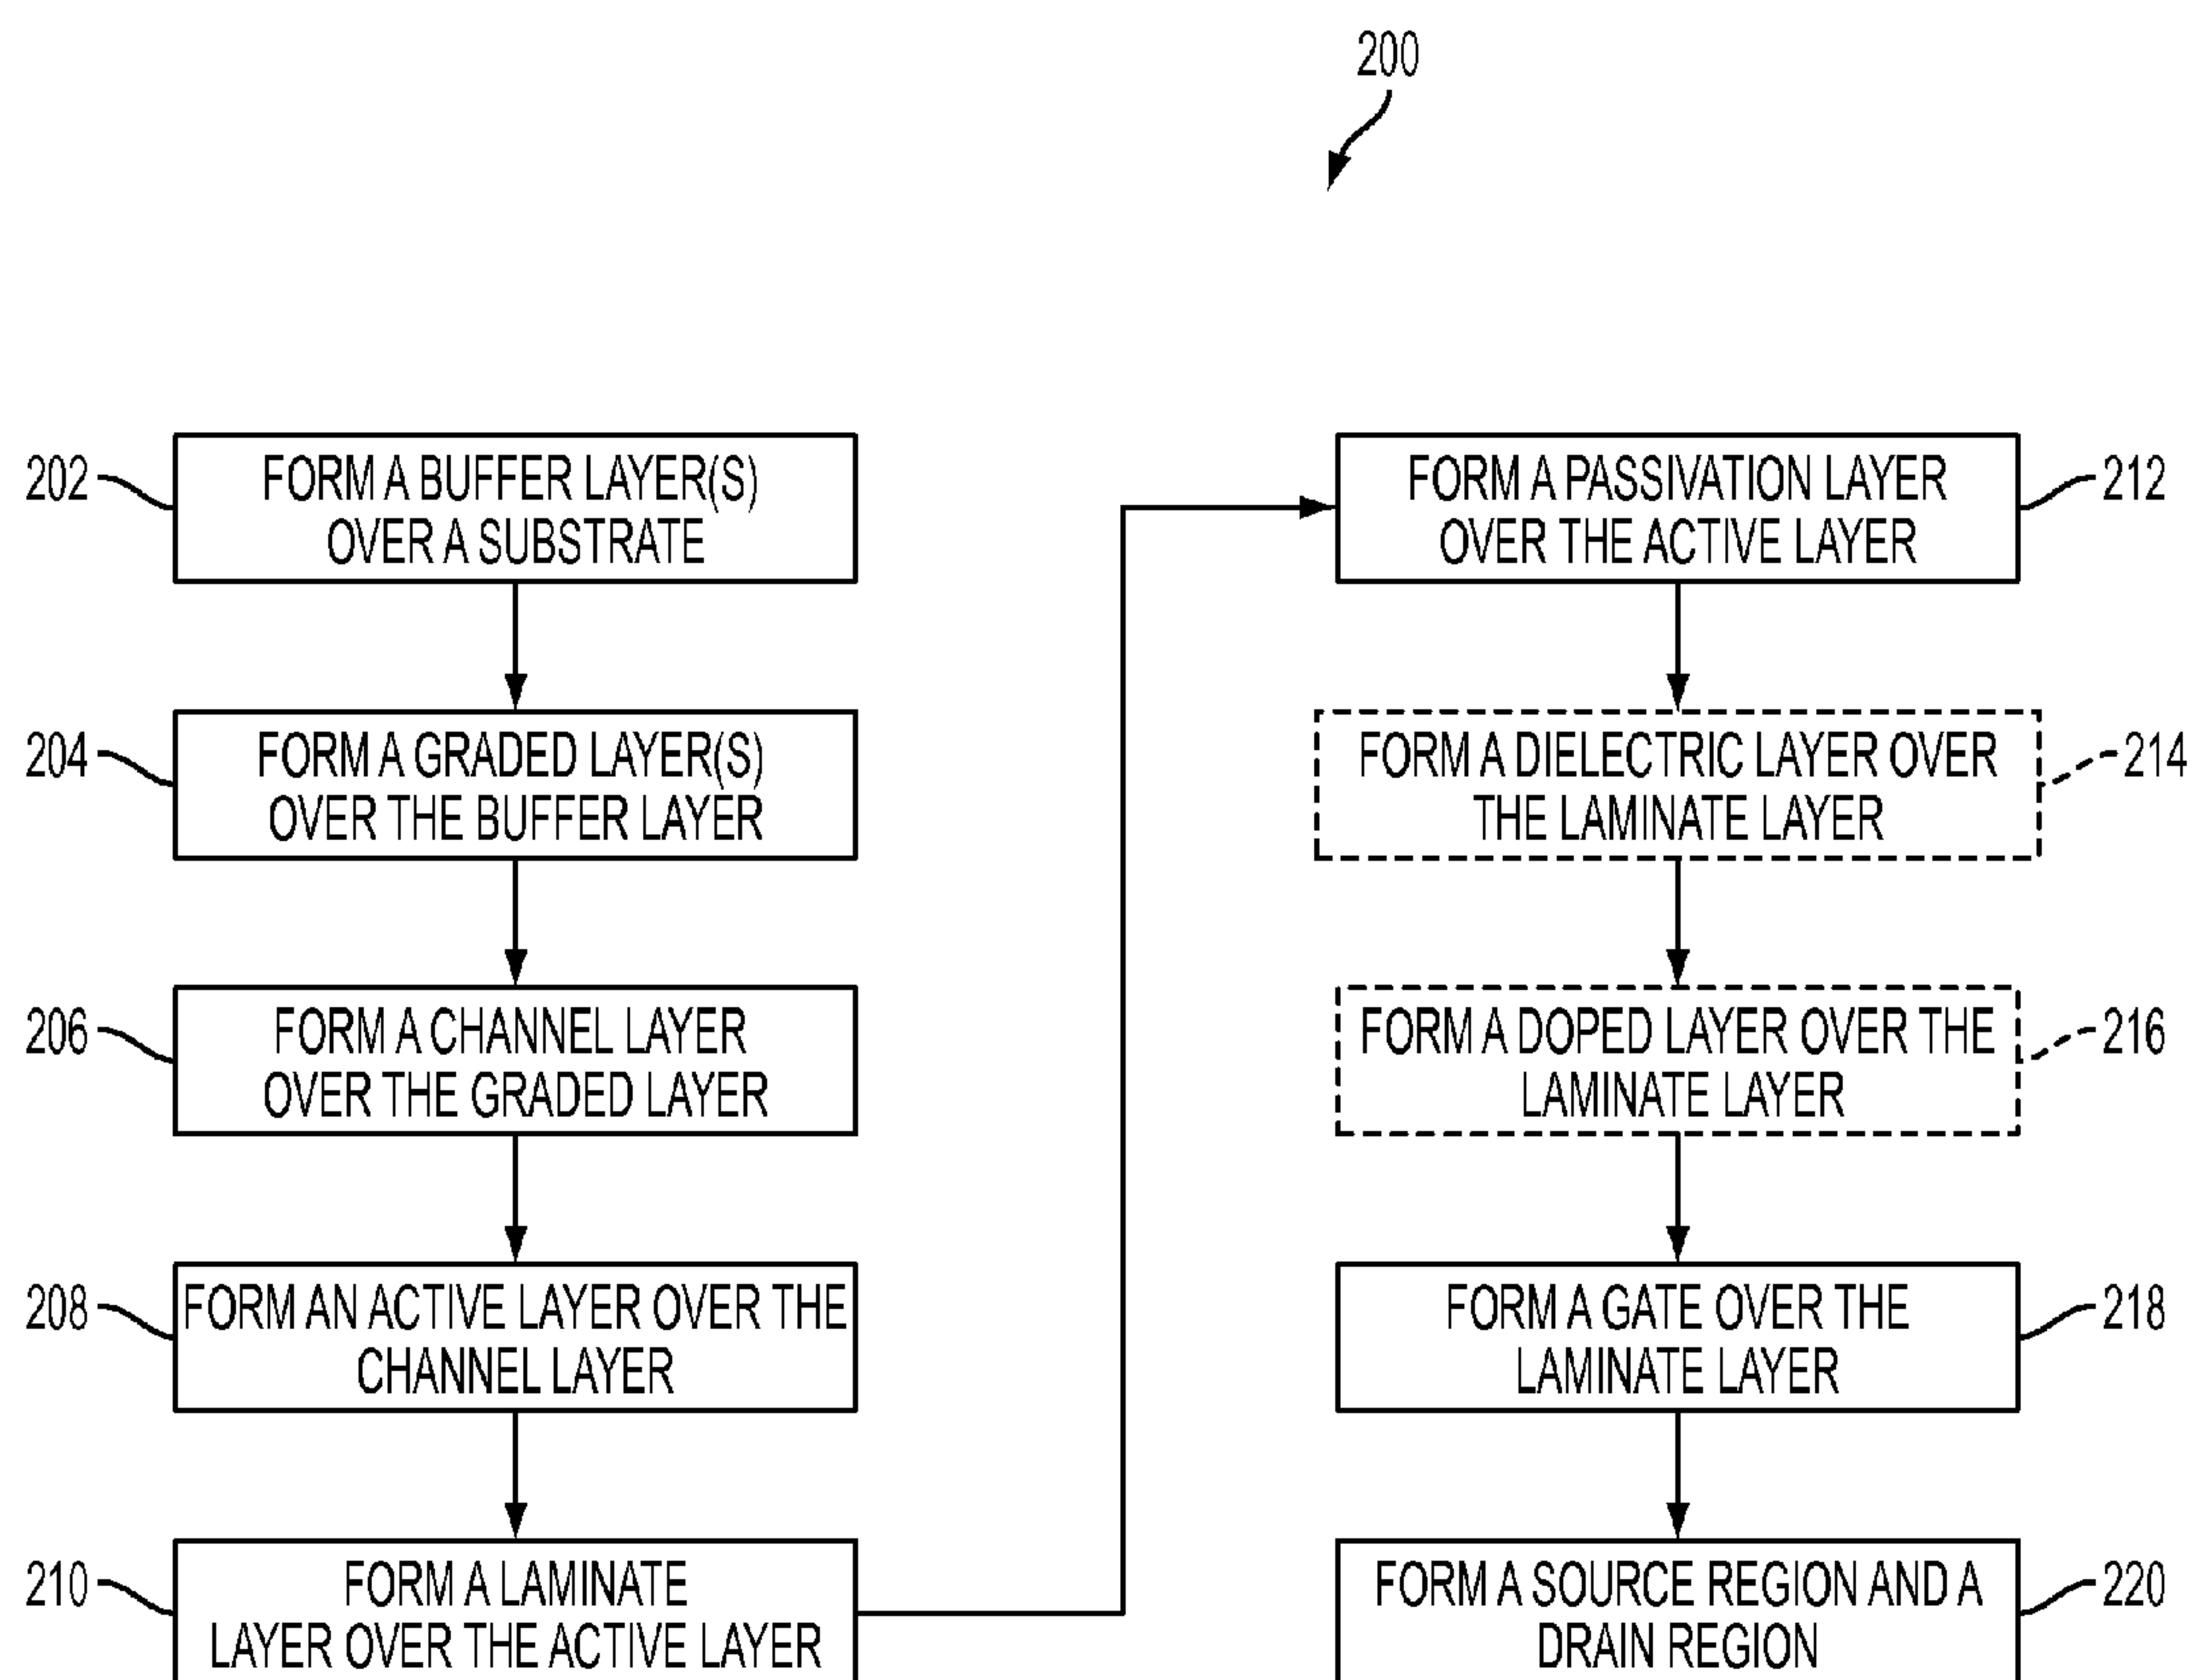 200
202
FORM A BUFFER LAYER(S)
OVER A SUBSTRATE
204
FORM A GRADED LAYER(S)
OVER THE BUFFER LAYER
206
FORM A CHANNEL LAYER
OVER THE GRADED LAYER
208
FORM AN ACTIVE LAYER OVER THE
CHANNEL LAYER
210
FORM A LAMINATE
LAYER OVER THE ACTIVE LAYER
FORM A PASSIVATION LAYER
OVER THE ACTIVE LAYER
212
FORM A DIELECTRIC LAYER OVER
THE LAMINATE LAYER
214
FORM A DOPED LAYER OVER THE
LAMINATE LAYER
216
FORM A GATE OVER THE
LAMINATE LAYER
218
FORM A SOURCE REGION AND A
DRAIN REGION
220